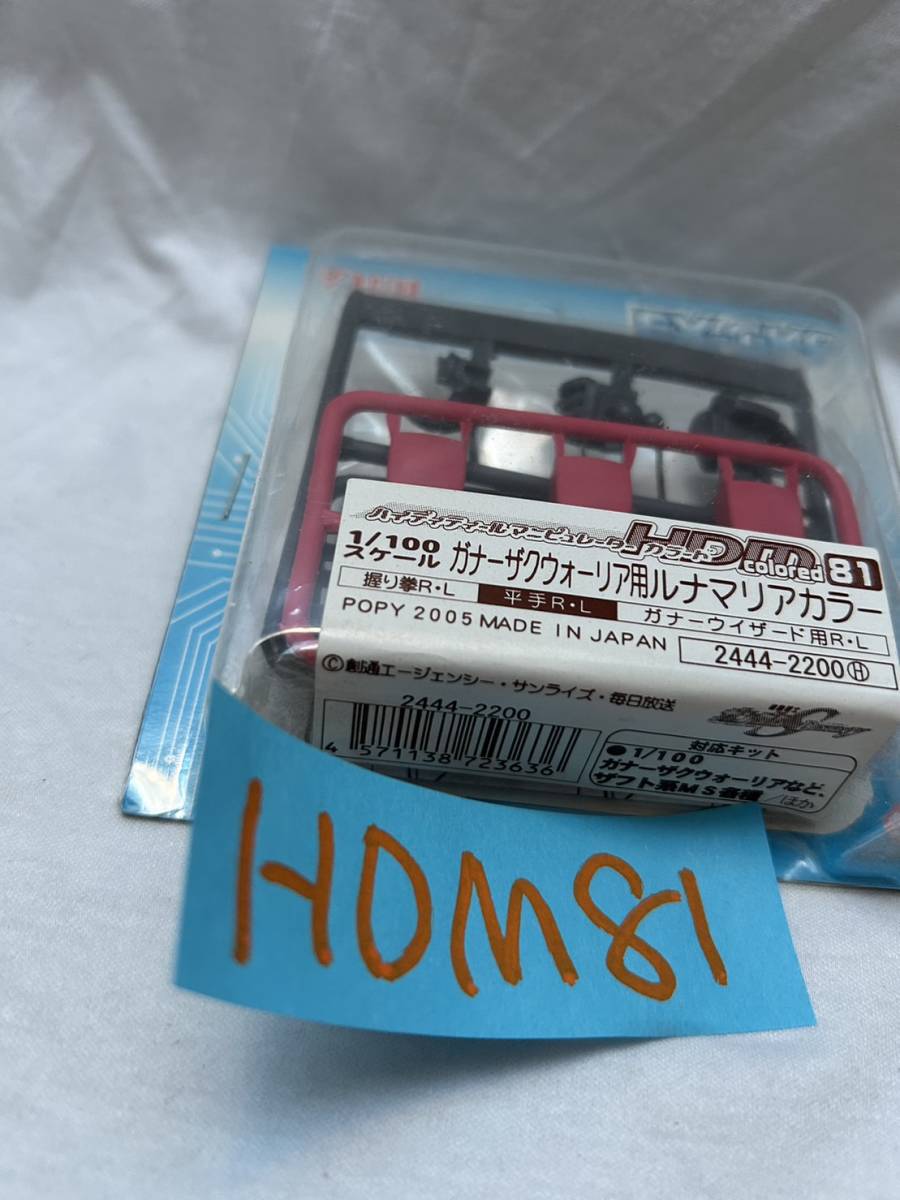 ハイディティールマニピュレーターカラード HDM colored 81
1/100 スケール ガナーザクウォーリア用ルナマリアカラー
握り拳R・L 平手R・L ガナーウイザード用R・L
POPY 2005 MADE IN JAPAN 2444-2200Ⓗ
©創通エージェンシー・サンライズ・毎日放送
2444-2200
4 571138 723636
対応キット
●1/100
ガナーザクウォーリアなど、
ザフト系MS各種/ほか
HDM81